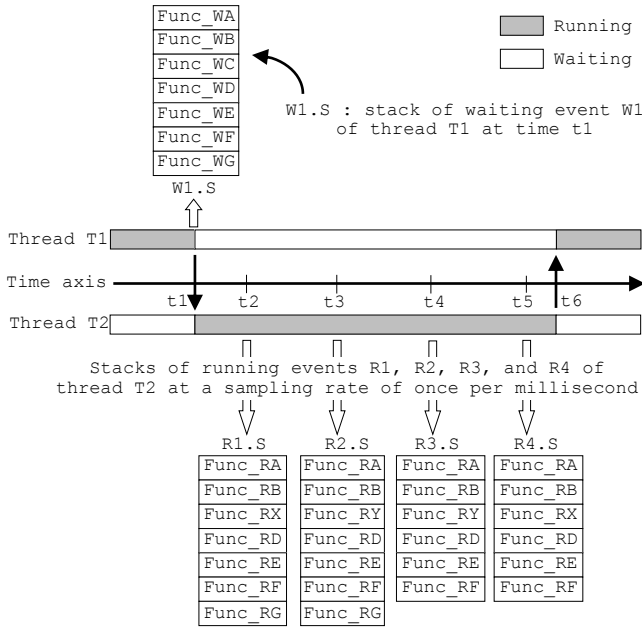 Func_WA
Func_WB
Func_WC
Func_WD
Func_WE
Func_WF
Func_WG
W1.S
Running
Waiting
W1.S : stack of waiting event W1
of thread T1 at time t1
Thread T1
Time axis
t1
t2
t3
t4
t5
t6
Thread T2
Stacks of running events R1, R2, R3, and R4 of
thread T2 at a sampling rate of once per millisecond
R1.S
Func_RA
Func_RB
Func_RX
Func_RD
Func_RE
Func_RF
Func_RG
R2.S
Func_RA
Func_RB
Func_RY
Func_RD
Func_RE
Func_RF
Func_RG
R3.S
Func_RA
Func_RB
Func_RY
Func_RD
Func_RE
Func_RF
R4.S
Func_RA
Func_RB
Func_RX
Func_RD
Func_RE
Func_RF